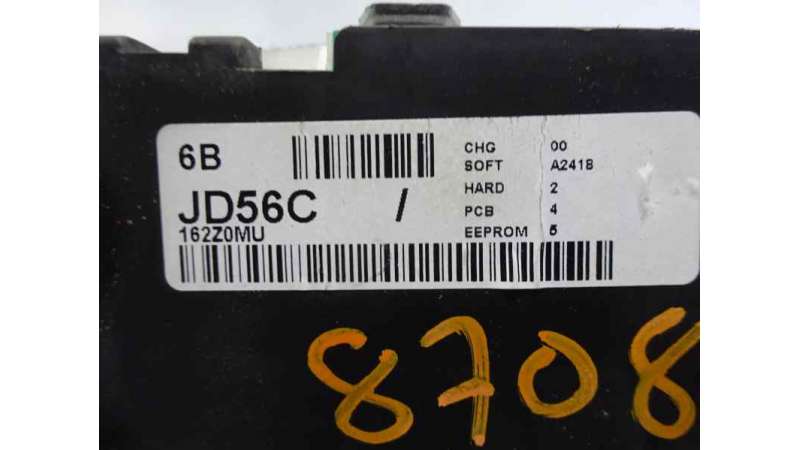 6B
CHG 00
SOFT A241B
HARD 2
JD56C /
PCB 4
162Z0MU
EEPROM 5
8708